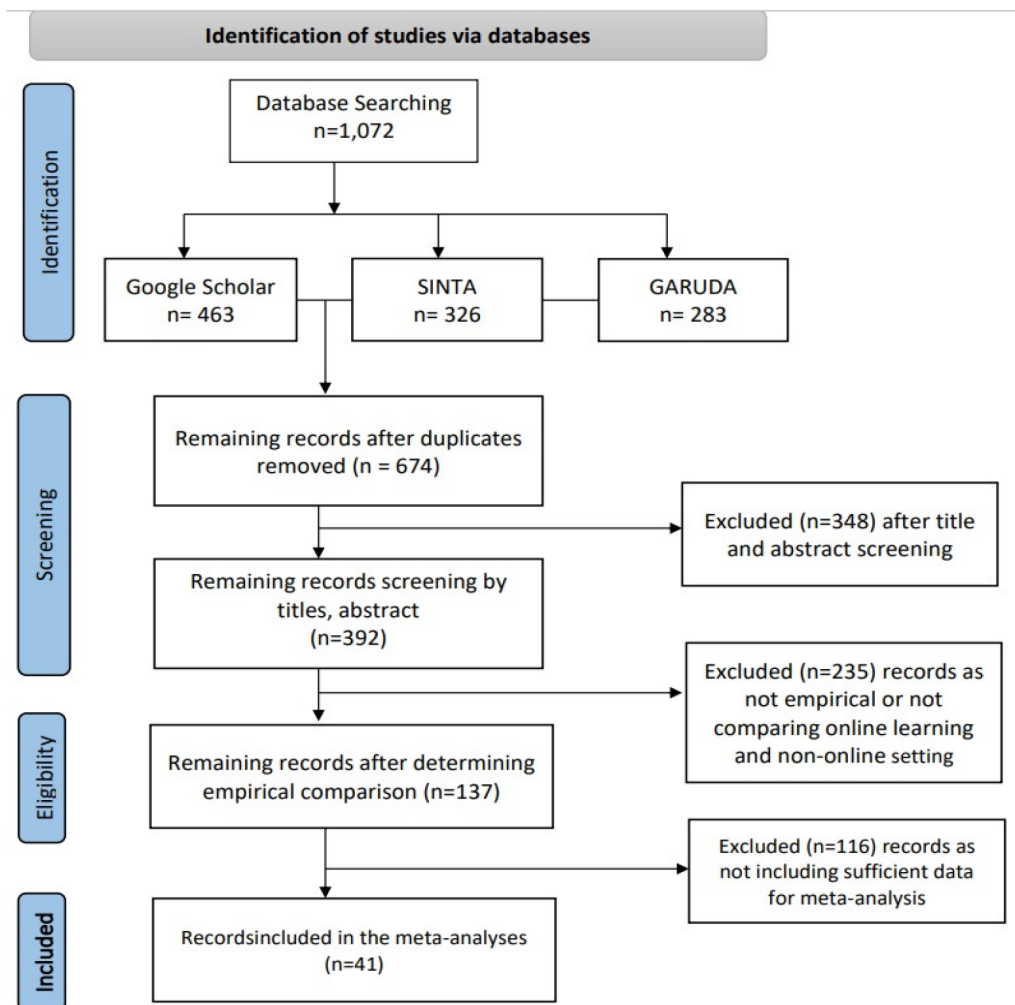 Identification of studies via databases
Identification
Database Searching
n=1,072
Google Scholar
n= 463
SINTA
n= 326
GARUDA
n= 283
Screening
Remaining records after duplicates
removed (n = 674)
Excluded (n=348) after title
and abstract screening
Remaining records screening by
titles, abstract
(n=392)
Excluded (n=235) records as
not empirical or not
comparing online learning
and non-online setting
Eligibility
Remaining records after determining
empirical comparison (n=137)
Excluded (n=116) records as
not including sufficient data
for meta-analysis
Included
Recordsincluded in the meta-analyses
(n=41)